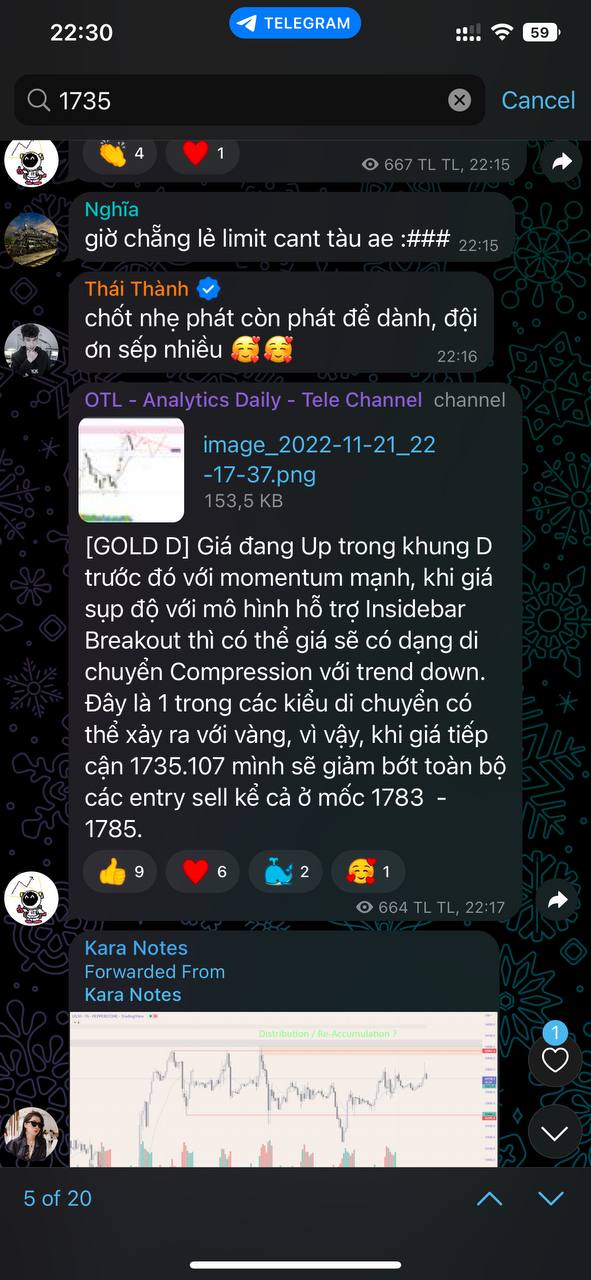 22:30
TELEGRAM
59
1735
Cancel
4
1
667 TL TL, 22:15
Nghĩa
giờ chẵng lẻ limit cant tàu ae :###
22:15
Thái Thành
chốt nhẹ phát còn phát để dành, đội
ơn sếp nhiều 🥰🥰
22:16
OTL - Analytics Daily - Tele Channel channel
image_2022-11-21_22
-17-37.png
153,5 KB
[GOLD D] Giá đang Up trong khung D
trước đó với momentum mạnh, khi giá
sụp độ với mô hình hỗ trợ Insidebar
Breakout thì có thể giá sẽ có dạng di
chuyển Compression với trend down.
Đây là 1 trong các kiểu di chuyển có
thể xảy ra với vàng, vì vậy, khi giá tiếp
cận 1735.107 mình sẽ giảm bớt toàn bộ
các entry sell kể cả ở mốc 1783 -
1785.
9
6
2
1
664 TL TL, 22:17
Kara Notes
Forwarded From
Kara Notes
Distribution / Re-Accumulation ?
1
5 of 20